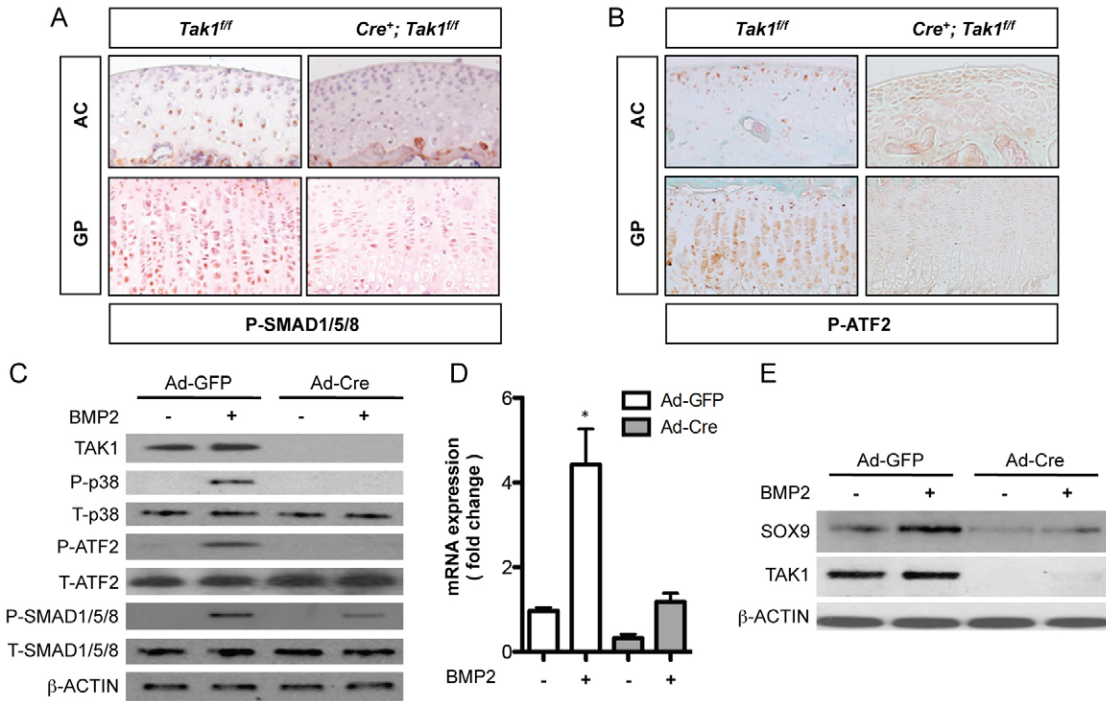 A
Tak1f/f Cre+; Tak1f/f
AC
GP
P-SMAD1/5/8
B
Tak1f/f Cre+; Tak1f/f
AC
GP
P-ATF2
C
Ad-GFP Ad-Cre
BMP2 - + - +
TAK1
P-p38
T-p38
P-ATF2
T-ATF2
P-SMAD1/5/8
T-SMAD1/5/8
β-ACTIN
D
mRNA expression
( fold change )
6
4
2
0
*
Ad-GFP
Ad-Cre
BMP2 - + - +
E
Ad-GFP Ad-Cre
BMP2 - + - +
SOX9
TAK1
β-ACTIN